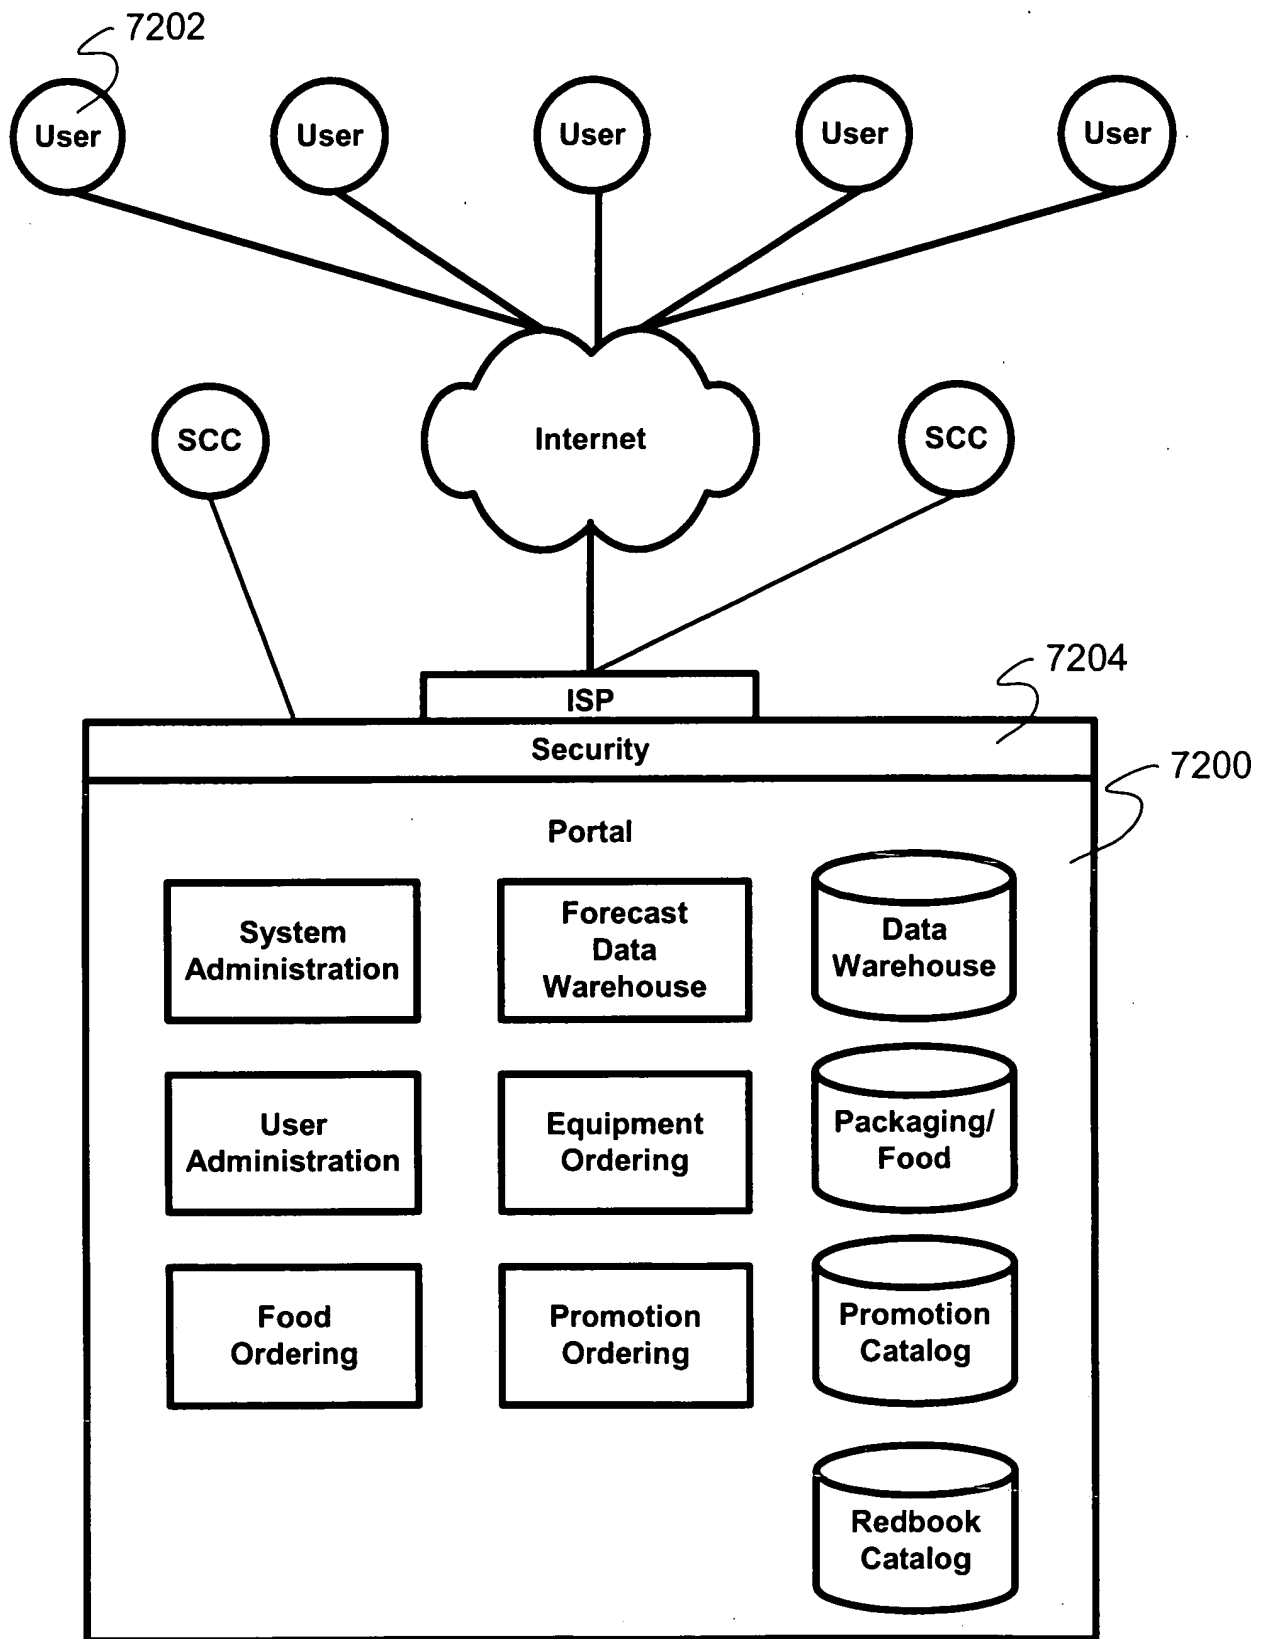 7202
User
User
User
User
User
SCC
Internet
SCC
ISP
7204
Security
7200
Portal
System
Administration
Forecast
Data
Warehouse
Data
Warehouse
User
Administration
Equipment
Ordering
Packaging/
Food
Food
Ordering
Promotion
Ordering
Promotion
Catalog
Redbook
Catalog